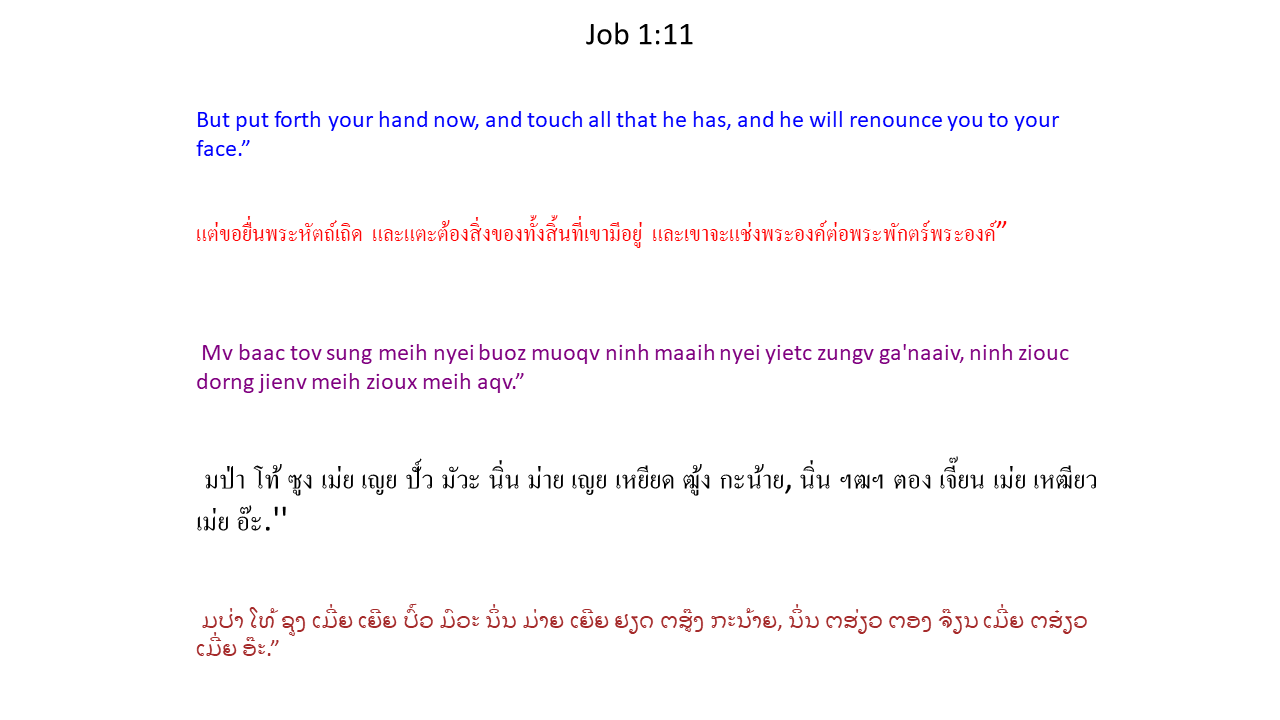 Job 1:11
But put forth your hand now, and touch all that he has, and he will renounce you to your
face.”
แต่ขอยื่นพระหัตถ์เถิด และแตะต้องสิ่งของทั้งสิ้นที่เขามีอยู่ และเขาจะแช่งพระองค์ต่อพระพักตร์พระองค์”
Mv baac tov sung meih nyei buoz muoqv ninh maaih nyei yietc zungv ga'naaiv, ninh ziouc
dorng jienv meih zioux meih aqv.”
มป่า โท้ ซูง เม่ย เญย ปั์ว มัวะ นิ่น ม่าย เญย เหยียด ฒู้ง กะน้าย, นิ่น ฯฒฯ ตอง เจี๊ยน เม่ย เหฒียว
เม่ย อ๊ะ."
ມປ່າ ໂທ້ ຊູງ ເມີ່ຍ ເຍີຍ ປົ໌ວ ມົວະ ນິ່ນ ມ່າຍ ເຍີຍ ຢຽດ ຕສູ໊ງ ກະນ້າຍ, ນິ່ນ ຕສ່ຽວ ຕອງ ຈ໊ຽນ ເມີ່ຍ ຕສ໋ຽວ
ເມີ່ຍ ອ໊ະ.”